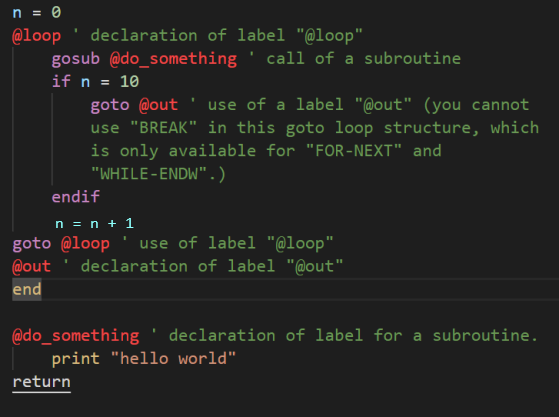 n = 0
@loop ' declaration of label "@loop"
    gosub @do_something ' call of a subroutine
    if n = 10
        goto @out ' use of a label "@out" (you cannot
        use "BREAK" in this goto loop structure, which
        is only available for "FOR-NEXT" and
        "WHILE-ENDW".)
    endif
    n = n + 1
goto @loop ' use of label "@loop"
@out ' declaration of label "@out"
end

@do_something ' declaration of label for a subroutine.
    print "hello world"
return